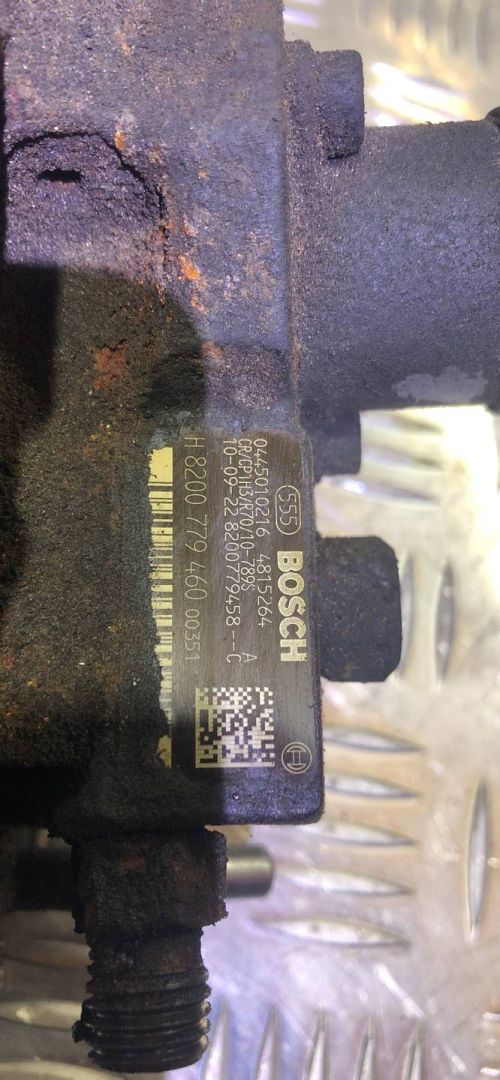 555 BOSCH
0445010216 4815264
CR/CP1H3/R70/10-789S A
10-09-22 8200779458--C
H 8200 779 460 00351